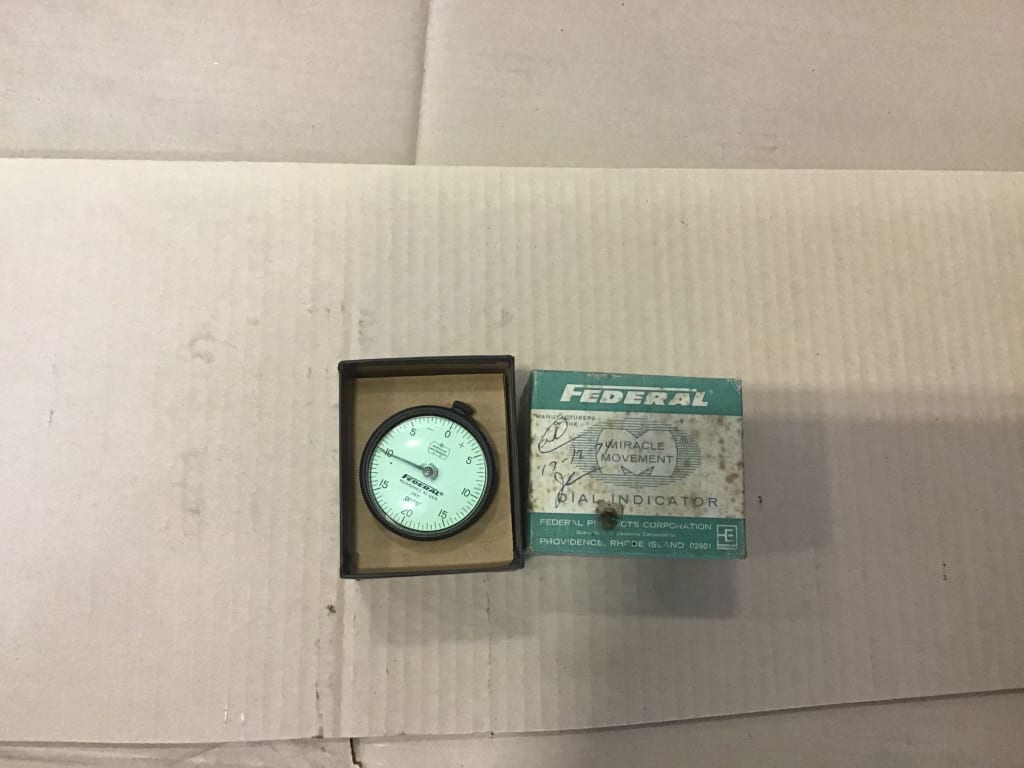 5 - 0 +
10 5
FEDERAL
15 10
.0005"
20 15
FEDERAL
MANUFACTURERS
OF THE
MIRACLE
MOVEMENT
®
DIAL INDICATOR
FEDERAL PRODUCTS CORPORATION
PROVIDENCE, RHODE ISLAND 02901